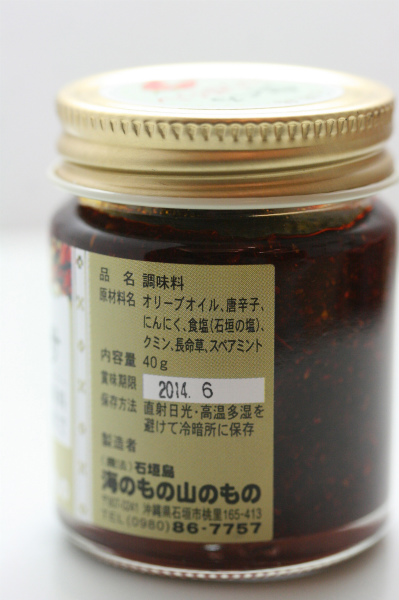 品名 調味料
原材料名 オリーブオイル、唐辛子、
にんにく、食塩(石垣の塩)、
クミン、長命草、スペアミント
内容量 40g
賞味期限 2014.6
保存方法 直射日光・高温多湿を
避けて冷暗所に保存
製造者
(農法)石垣島
海のもの山のもの
〒907-0241 沖縄県石垣市桃里165-413
TEL(0980)86-7757